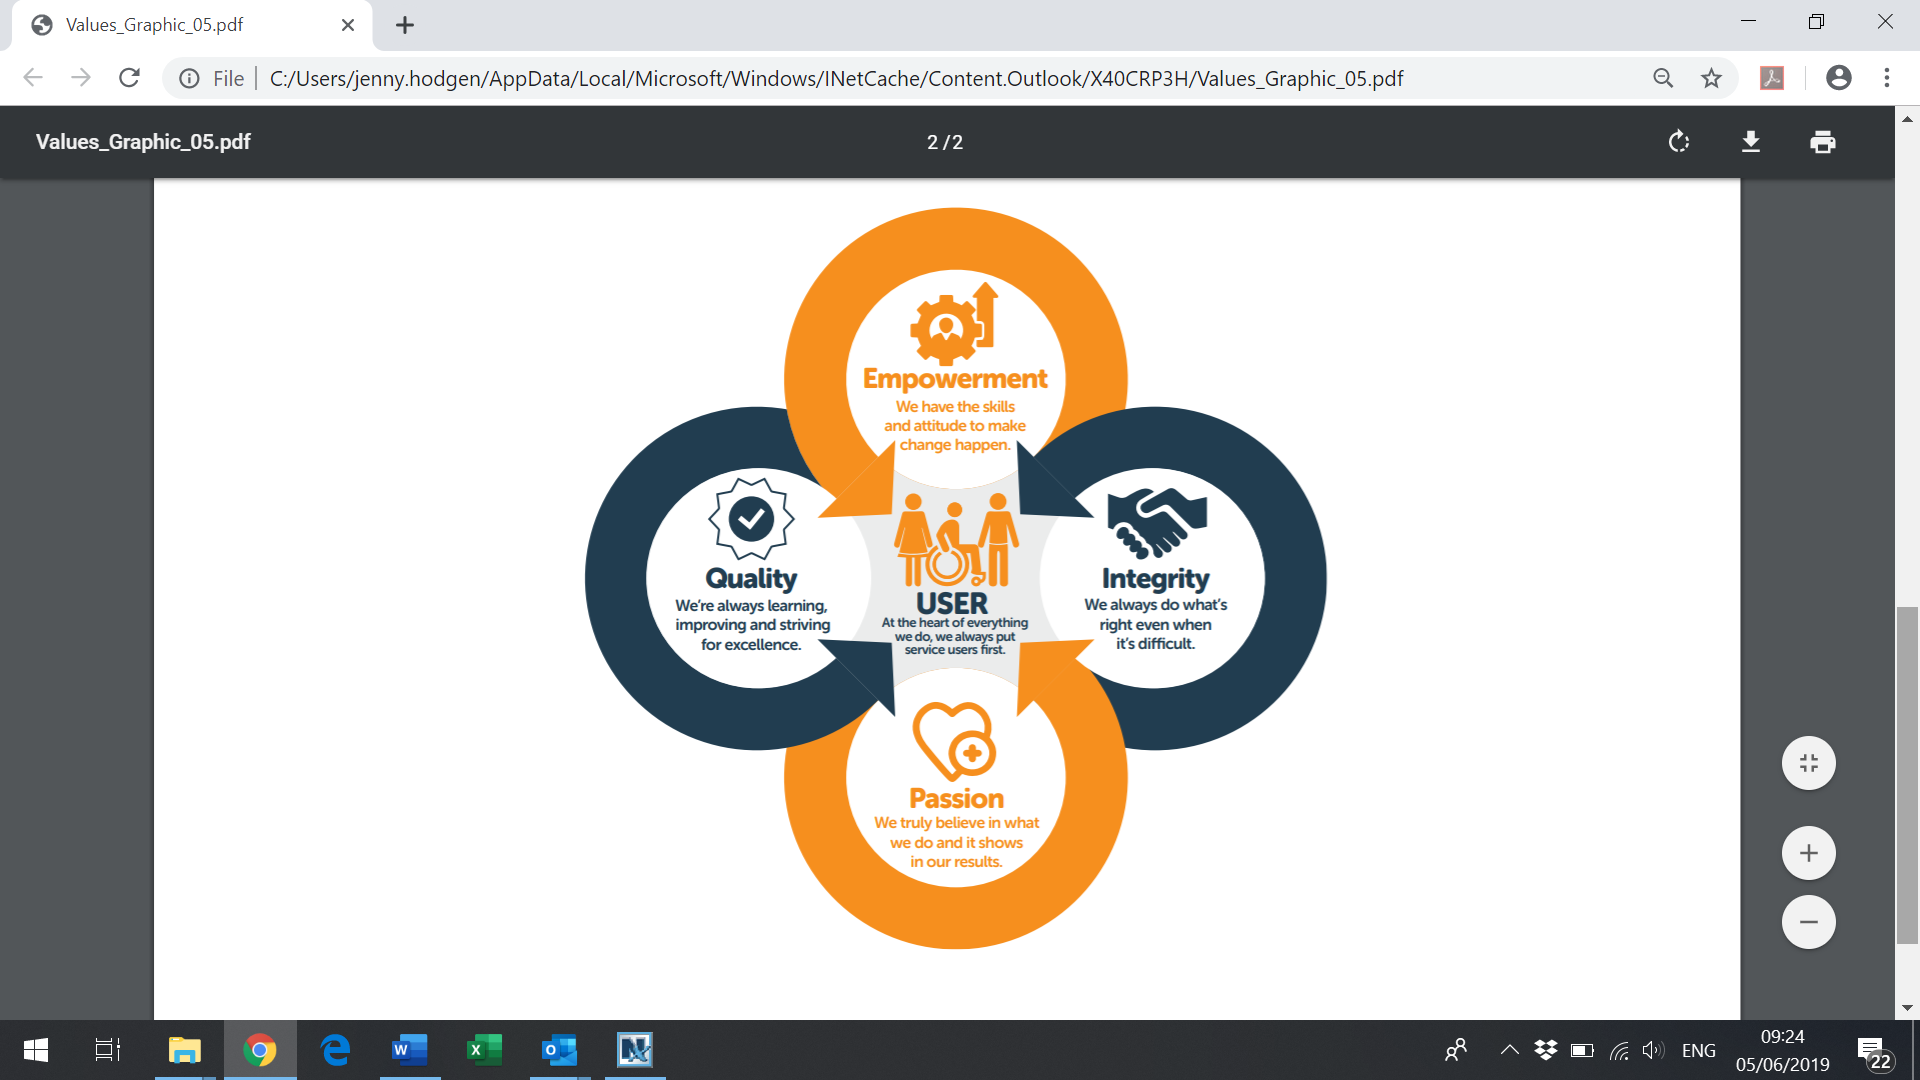 Values_Graphic_05.pdf
File
C:/Users/jenny.hodgen/AppData/Local/Microsoft/Windows/INetCache/Content.Outlook/X40CRP3H/Values_Graphic_05.pdf
Values_Graphic_05.pdf
2 / 2
Empowerment
We have the skills
and attitude to make
change happen.
Quality
We're always learning,
improving and striving
for excellence.
USER
At the heart of everything
we do, we always put
service users first.
Integrity
We always do what's
right even when
it's difficult.
Passion
We truly believe in what
we do and it shows
in our results.
ENG
09:24
05/06/2019
22